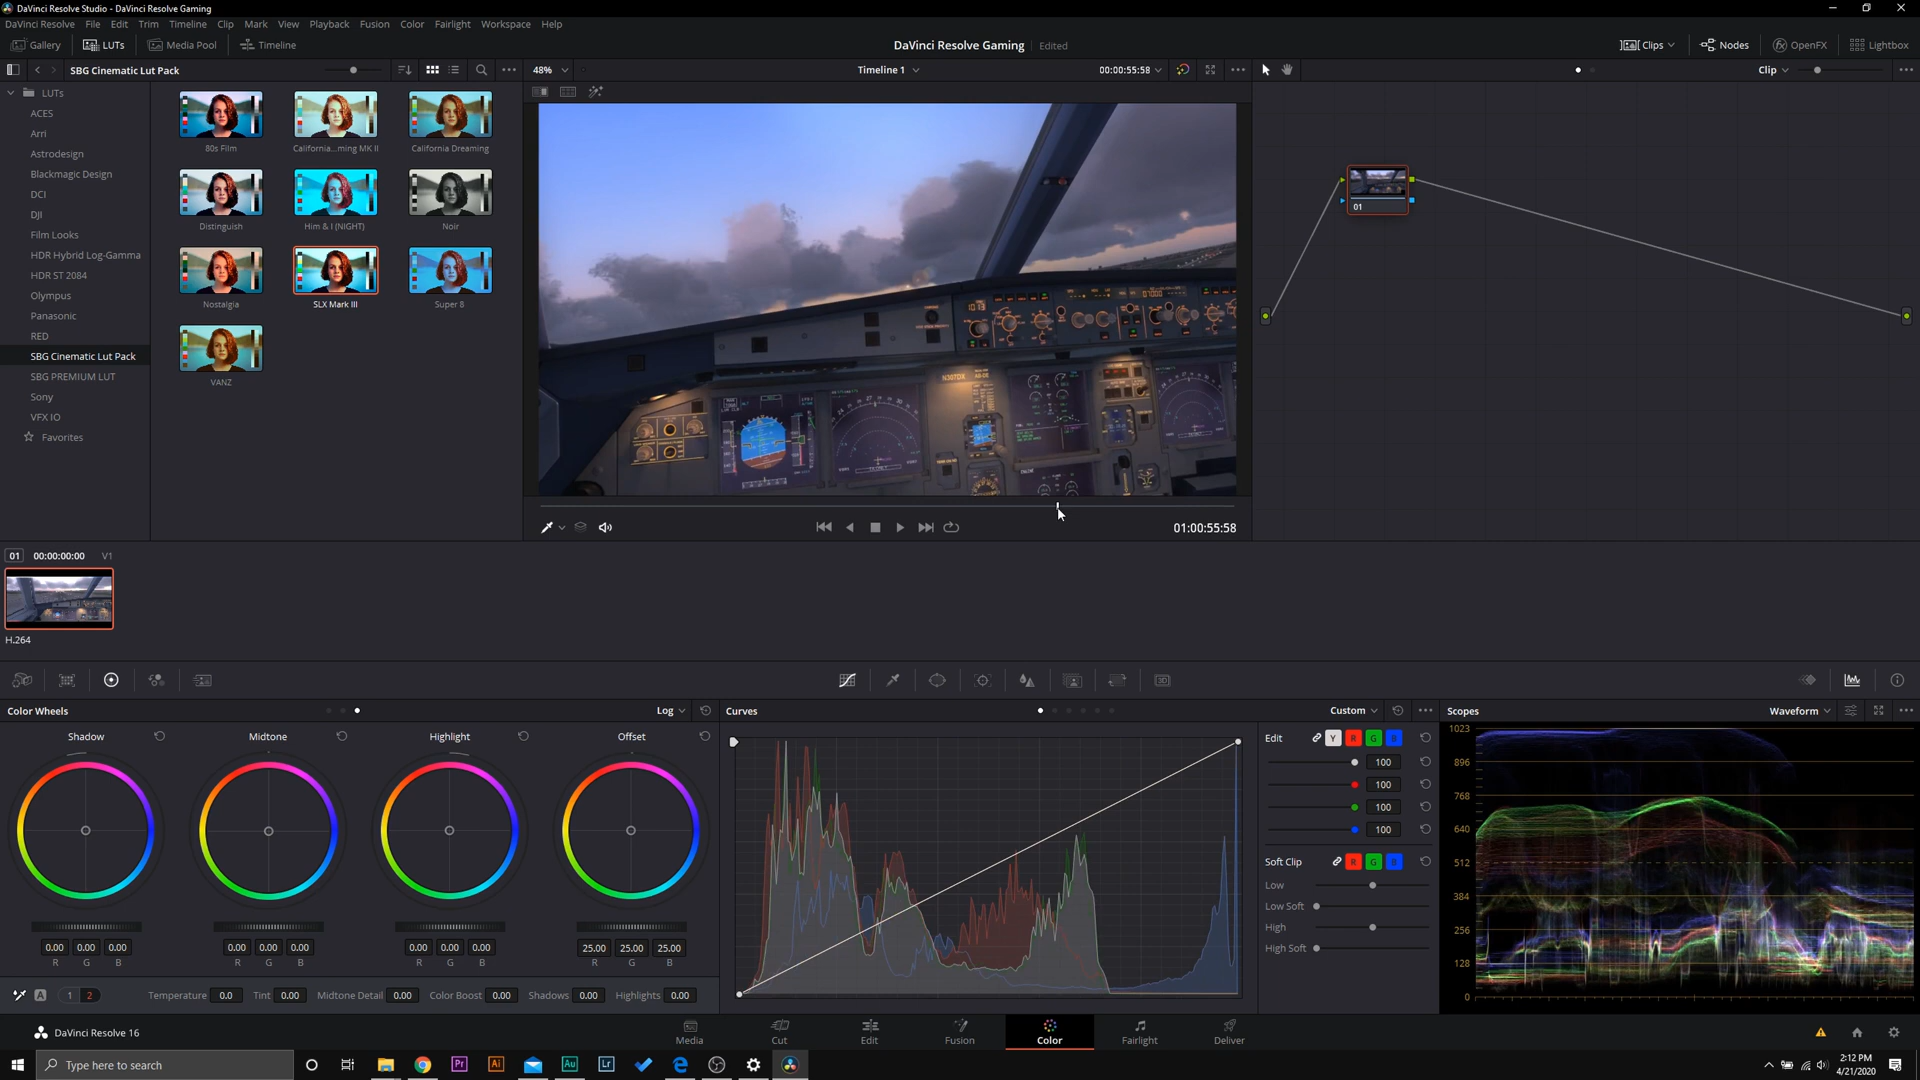 DaVinci Resolve Studio - DaVinci Resolve Gaming
DaVinci Resolve File Edit Trim Timeline Clip Mark View Playback Fusion Color Fairlight Workspace Help
Gallery LUTs Media Pool Timeline DaVinci Resolve Gaming Edited Clips Nodes OpenFX Lightbox
SBG Cinematic Lut Pack 48% Timeline 1 00:00:55:58 Clip
LUTs
ACES
Arri
Astrodesign
Blackmagic Design
DCI
DJI
Film Looks
HDR Hybrid Log-Gamma
HDR ST 2084
Olympus
Panasonic
RED
SBG Cinematic Lut Pack
SBG PREMIUM LUT
Sony
VFX IO
Favorites
80s Film California...ming MK II California Dreaming
Distinguish Him & I (NIGHT) Noir
Nostalgia SLX Mark III Super 8
VANZ
N307DX
01
01:00:55:58
01 00:00:00:00 V1
H.264
Color Wheels Log
Shadow Midtone Highlight Offset
0.00 0.00 0.00 0.00 0.00 0.00 0.00 0.00 0.00 25.00 25.00 25.00
R G B R G B R G B R G B
A 1 2 Temperature 0.0 Tint 0.00 Midtone Detail 0.00 Color Boost 0.00 Shadows 0.00 Highlights 0.00
Curves Custom
Edit Y R G B
100
100
100
100
Soft Clip R G B
Low
Low Soft
High
High Soft
Scopes Waveform
1023
896
768
640
512
384
256
128
0
DaVinci Resolve 16
Media Cut Edit Fusion Color Fairlight Deliver
Type here to search
Pr Ai Au Lr
2:12 PM
4/21/2020